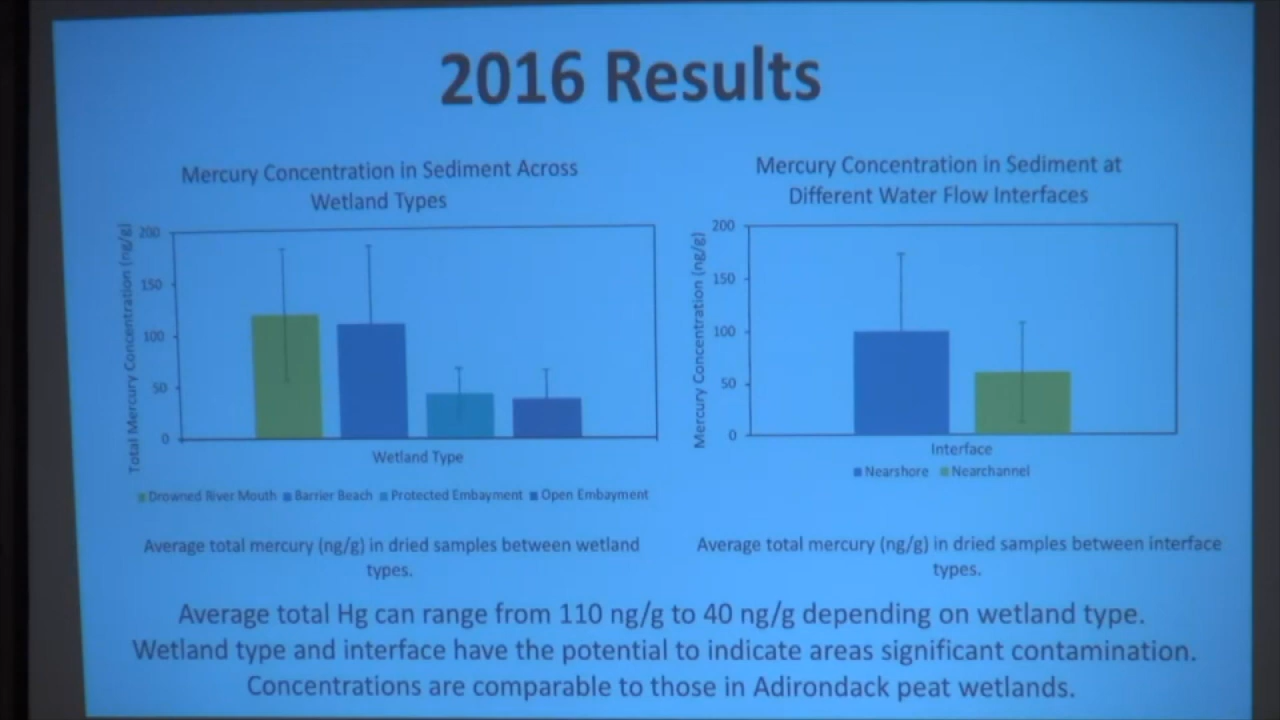 2016 Results
Mercury Concentration in Sediment Across
Wetland Types
Total Mercury Concentration (ng/g)
200
150
100
50
0
Wetland Type
Drowned River Mouth Barrier Beach Protected Embayment Open Embayment
Average total mercury (ng/g) in dried samples between wetland
types.
Mercury Concentration in Sediment at
Different Water Flow Interfaces
Mercury Concentration (ng/g)
200
150
100
50
0
Interface
Nearshore Nearchannel
Average total mercury (ng/g) in dried samples between interface
types.
Average total Hg can range from 110 ng/g to 40 ng/g depending on wetland type.
Wetland type and interface have the potential to indicate areas significant contamination.
Concentrations are comparable to those in Adirondack peat wetlands.